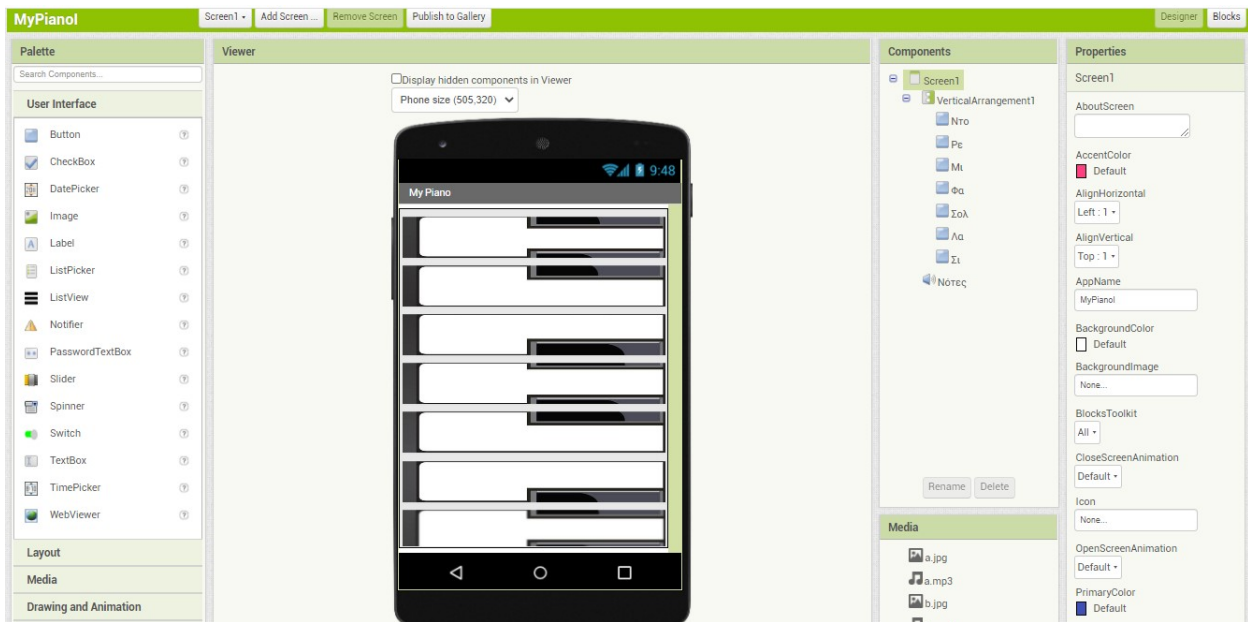 MyPianol
Screen1
Add Screen ...
Remove Screen
Publish to Gallery
Designer
Blocks
Palette
Search Components...
User Interface
Button
CheckBox
DatePicker
Image
Label
ListPicker
ListView
Notifier
PasswordTextBox
Slider
Spinner
Switch
TextBox
TimePicker
WebViewer
Layout
Media
Drawing and Animation
Viewer
Display hidden components in Viewer
Phone size (505,320)
9:48
My Piano
Components
Screen1
VerticalArrangement1
Ντο
Ρε
Μι
Φα
Σολ
Λα
Σι
Νότες
Rename
Delete
Media
a.jpg
a.mp3
b.jpg
Properties
Screen1
AboutScreen
AccentColor
Default
AlignHorizontal
Left : 1
AlignVertical
Top : 1
AppName
MyPianol
BackgroundColor
Default
BackgroundImage
None...
BlocksToolkit
All
CloseScreenAnimation
Default
Icon
None...
OpenScreenAnimation
Default
PrimaryColor
Default